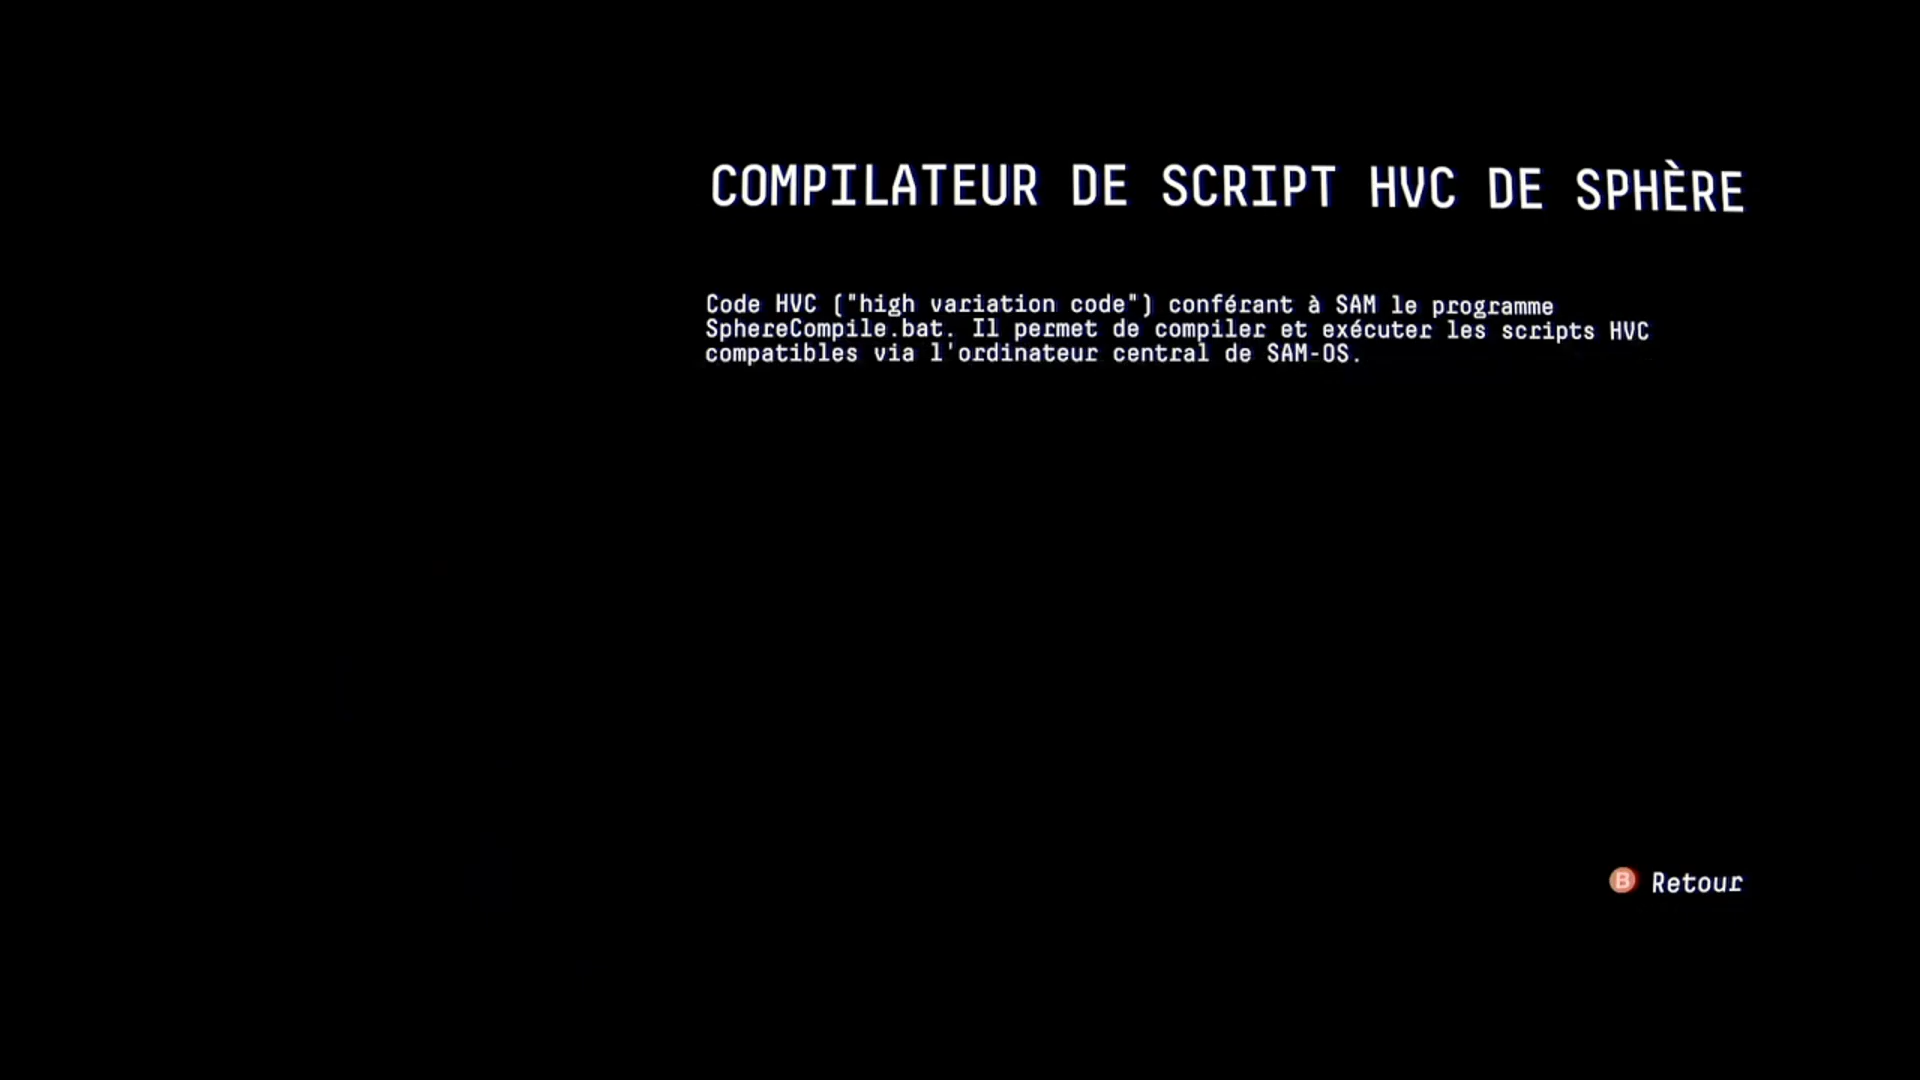 COMPILATEUR DE SCRIPT HVC DE SPHÈRE
Code HVC ("high variation code") conférant à SAM le programme
SphereCompile.bat. Il permet de compiler et exécuter les scripts HVC
compatibles via l'ordinateur central de SAM-OS.
B Retour